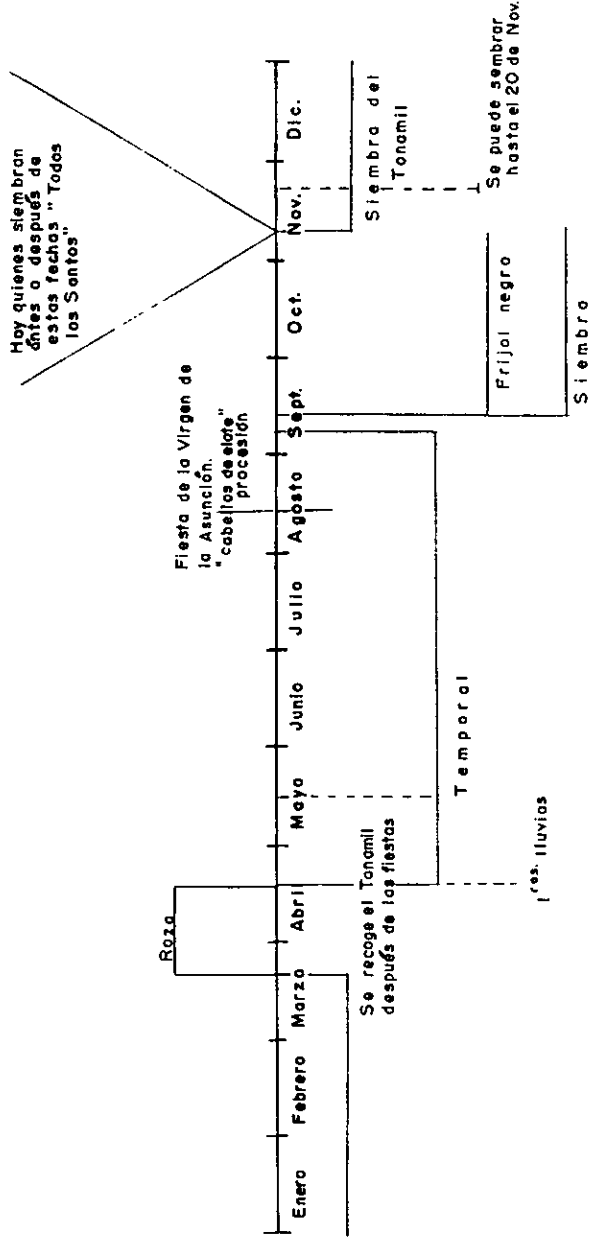 Hay quienes siembran
ántes o después de
estas fechas "Todos
los Santos"
Fiesta de la Virgen de
la Asunción.
"cabellos de elote"
procesión
Roza
Enero Febrero Marzo Abril Mayo Junio Julio Agosto Sept. Oct. Nov. Dic.
Se recoge el Tonamil
después de las fiestas
Siembra del
Tonamil
Temporal
1ras. lluvias
Se puede sembrar
hasta el 20 de Nov.
Frijol negro
Siembra